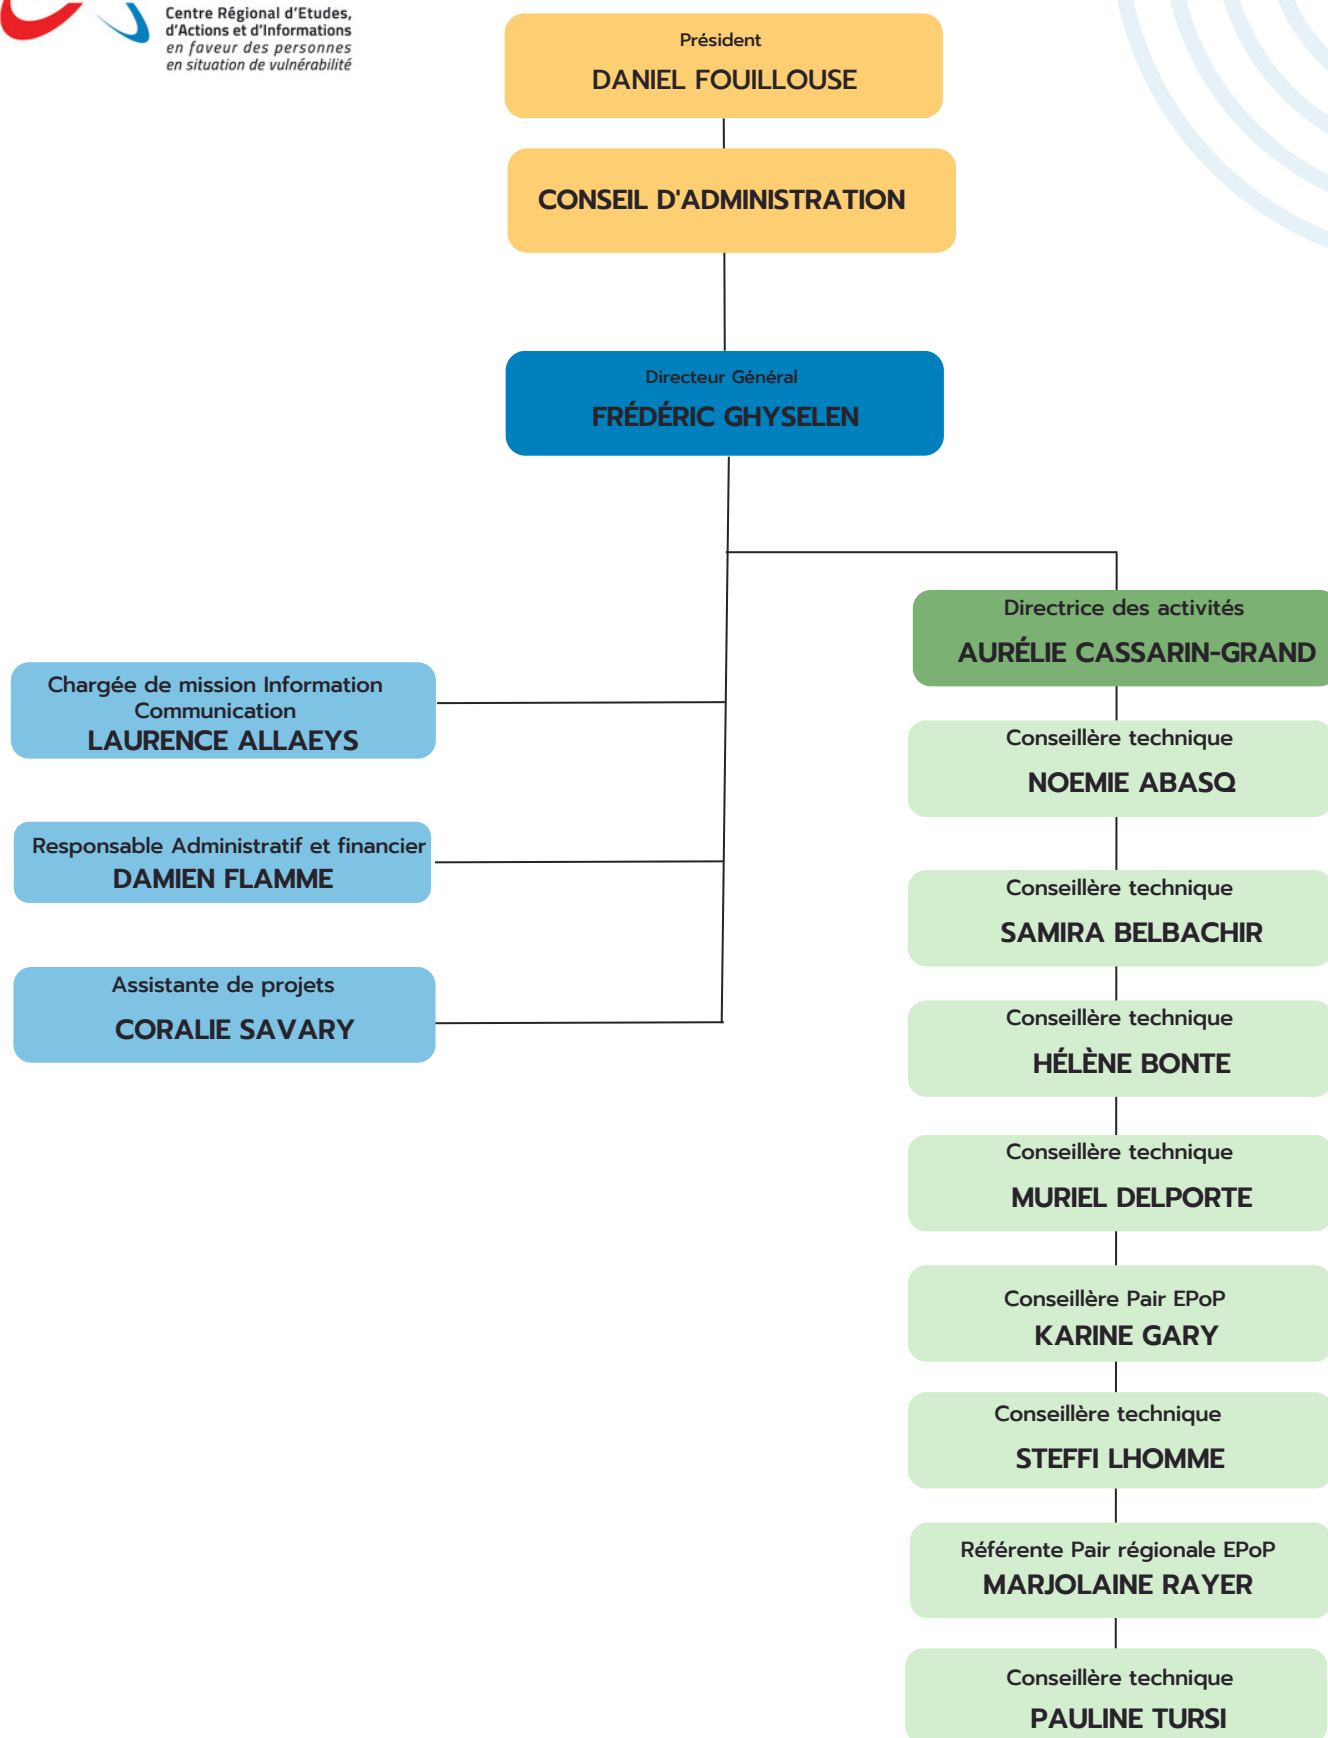 Centre Régional d'Etudes,
d'Actions et d'Informations
en faveur des personnes
en situation de vulnérabilité
Président
DANIEL FOUILLOUSE
CONSEIL D'ADMINISTRATION
Directeur Général
FRÉDÉRIC GHYSELEN
Chargée de mission Information
Communication
LAURENCE ALLAEYS
Responsable Administratif et financier
DAMIEN FLAMME
Assistante de projets
CORALIE SAVARY
Directrice des activités
AURÉLIE CASSARIN-GRAND
Conseillère technique
NOEMIE ABASQ
Conseillère technique
SAMIRA BELBACHIR
Conseillère technique
HÉLÈNE BONTE
Conseillère technique
MURIEL DELPORTE
Conseillère Pair EPoP
KARINE GARY
Conseillère technique
STEFFI LHOMME
Référente Pair régionale EPoP
MARJOLAINE RAYER
Conseillère technique
PAULINE TURSI